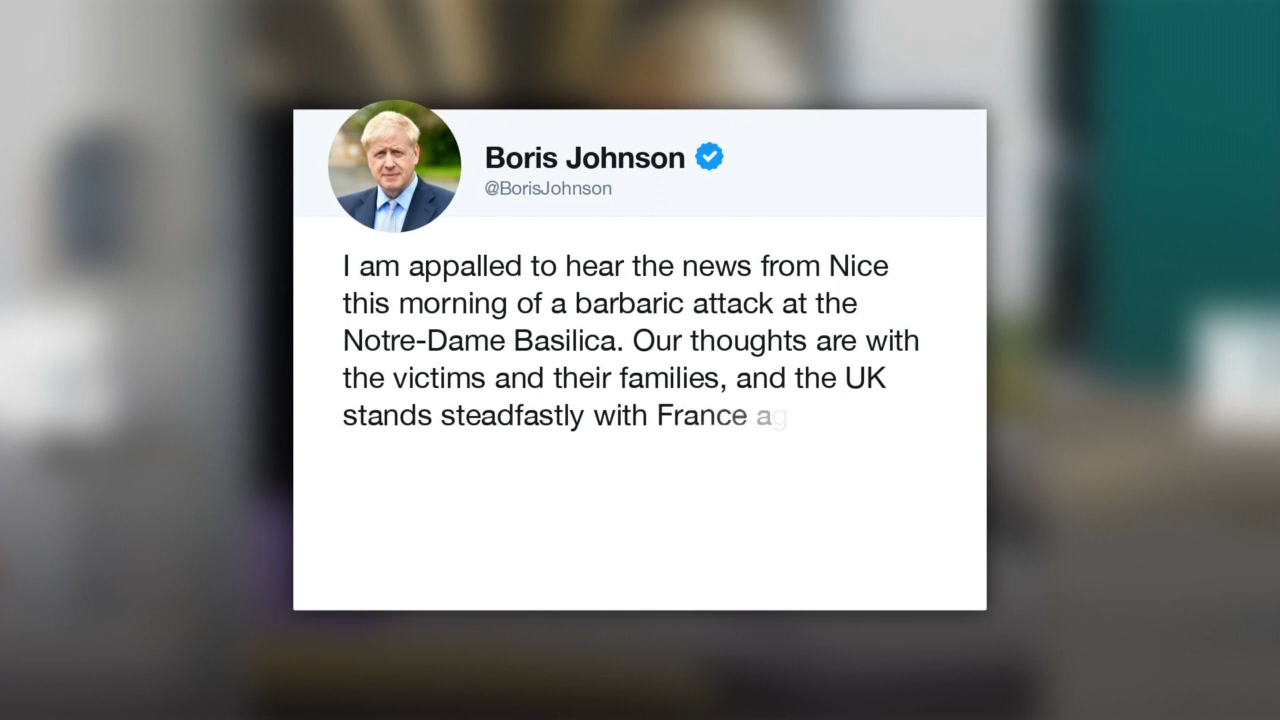 Boris Johnson
@BorisJohnson
I am appalled to hear the news from Nice
this morning of a barbaric attack at the
Notre-Dame Basilica. Our thoughts are with
the victims and their families, and the UK
stands steadfastly with France ag